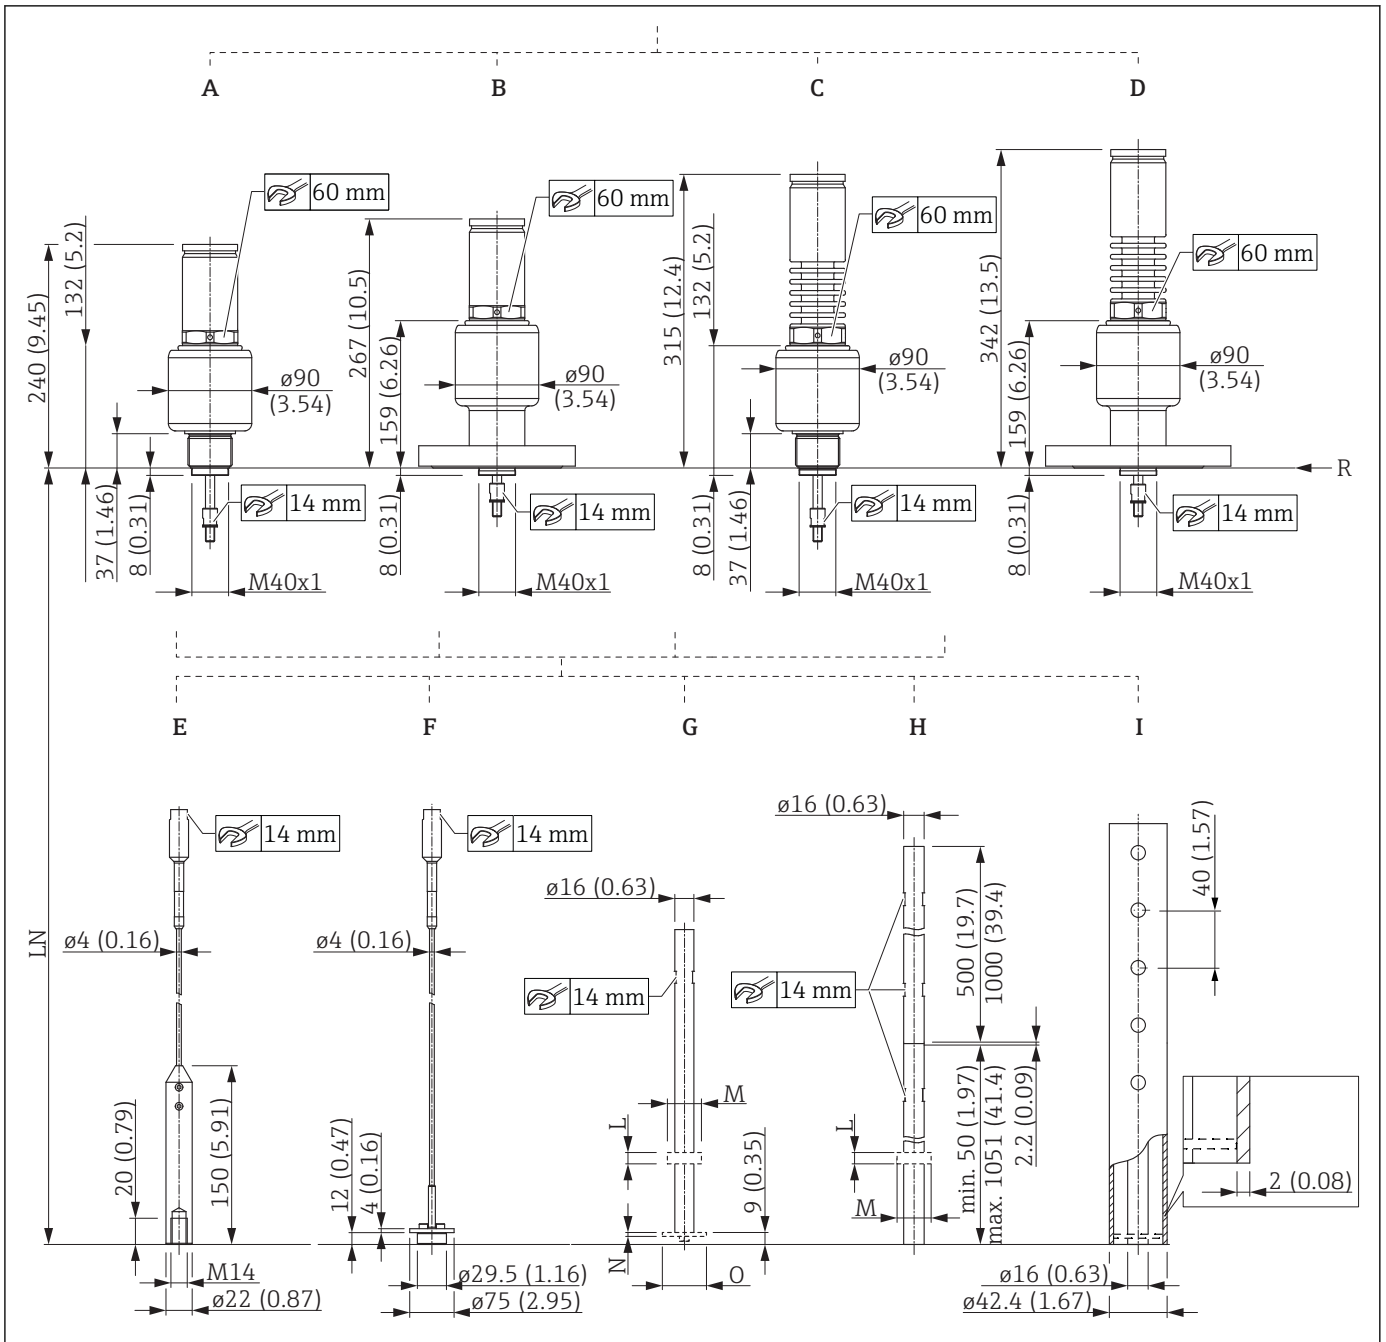 A
B
C
D
60 mm
60 mm
60 mm
60 mm
240 (9.45)
132 (5.2)
267 (10.5)
159 (6.26)
315 (12.4)
132 (5.2)
342 (13.5)
159 (6.26)
ø90
(3.54)
ø90
(3.54)
ø90
(3.54)
ø90
(3.54)
R
37 (1.46)
8 (0.31)
14 mm
M40x1
8 (0.31)
14 mm
M40x1
8 (0.31)
37 (1.46)
14 mm
M40x1
8 (0.31)
14 mm
M40x1
E
F
G
H
I
LN
14 mm
ø4 (0.16)
20 (0.79)
150 (5.91)
M14
ø22 (0.87)
14 mm
ø4 (0.16)
12 (0.47)
4 (0.16)
ø29.5 (1.16)
ø75 (2.95)
ø16 (0.63)
14 mm
L
M
N
O
9 (0.35)
ø16 (0.63)
14 mm
500 (19.7)
1000 (39.4)
L
M
min. 50 (1.97)
max. 1051 (41.4)
2.2 (0.09)
40 (1.57)
2 (0.08)
ø16 (0.63)
ø42.4 (1.67)